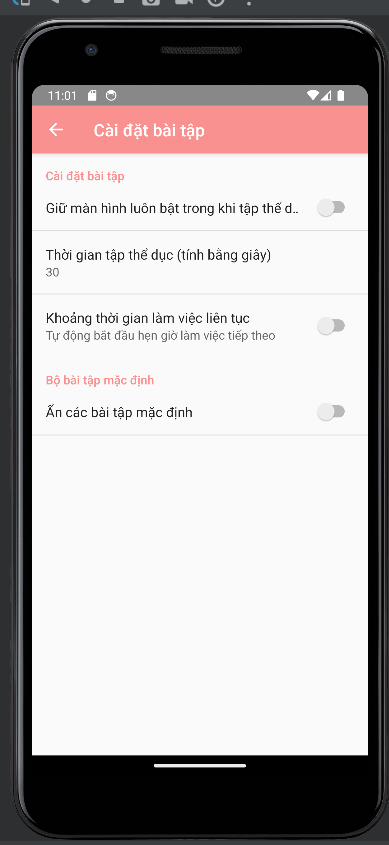 11:01
Cài đặt bài tập
Cài đặt bài tập
Giữ màn hình luôn bật trong khi tập thể d..
Thời gian tập thể dục (tính bằng giây)
30
Khoảng thời gian làm việc liên tục
Tự động bắt đầu hẹn giờ làm việc tiếp theo
Bộ bài tập mặc định
Ẩn các bài tập mặc định